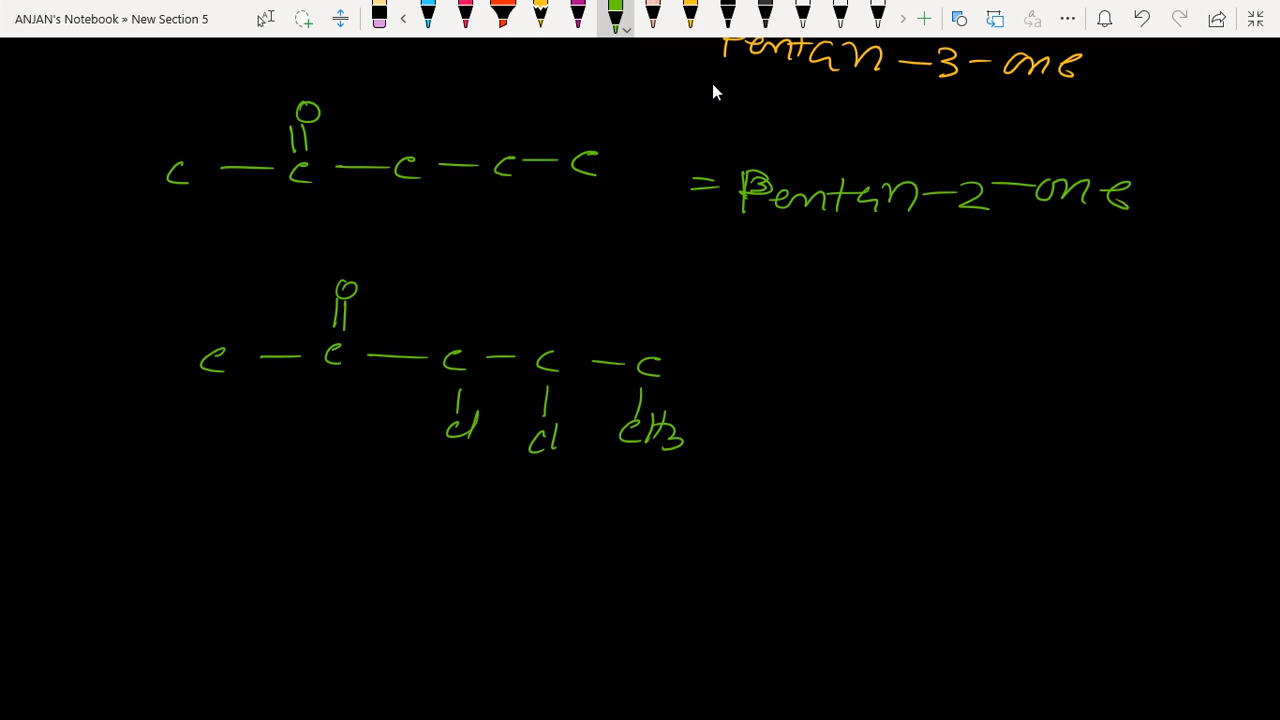 ANJAN's Notebook » New Section 5
Pentan-3-one
O
C - C - C - C - C
= Pentan-2-one
O
C - C - C - C - C
Cl Cl CH3